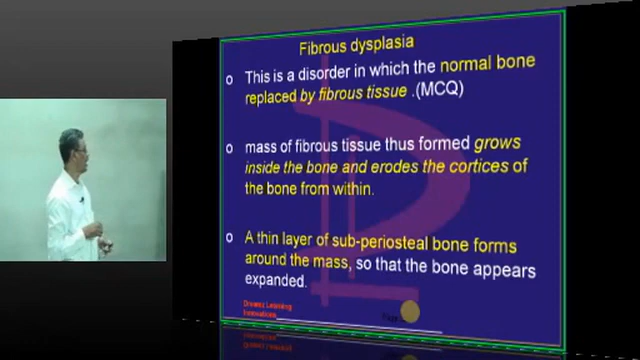 Fibrous dysplasia
o This is a disorder in which the normal bone
replaced by fibrous tissue .(MCQ)
o mass of fibrous tissue thus formed grows
inside the bone and erodes the cortices of
the bone from within.
o A thin layer of sub-periosteal bone forms
around the mass, so that the bone appears
expanded.
Dreamz Learning
Innovations
Page